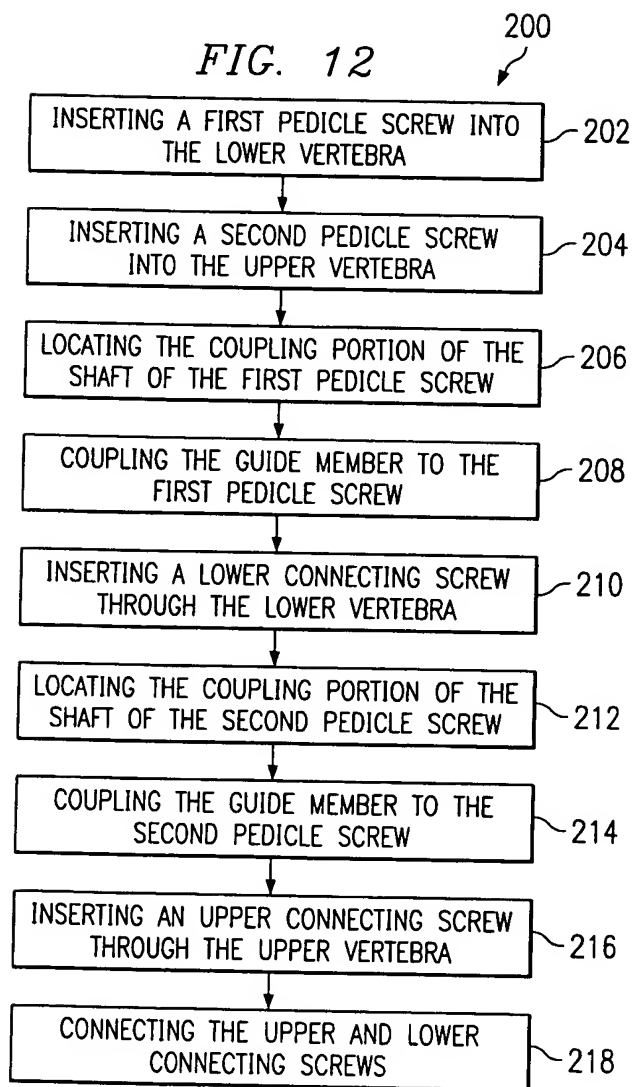 200
FIG. 12
INSERTING A FIRST PEDICLE SCREW INTO
THE LOWER VERTEBRA
202
INSERTING A SECOND PEDICLE SCREW
INTO THE UPPER VERTEBRA
204
LOCATING THE COUPLING PORTION OF THE
SHAFT OF THE FIRST PEDICLE SCREW
206
COUPLING THE GUIDE MEMBER TO THE
FIRST PEDICLE SCREW
208
INSERTING A LOWER CONNECTING SCREW
THROUGH THE LOWER VERTEBRA
210
LOCATING THE COUPLING PORTION OF THE
SHAFT OF THE SECOND PEDICLE SCREW
212
COUPLING THE GUIDE MEMBER TO THE
SECOND PEDICLE SCREW
214
INSERTING AN UPPER CONNECTING SCREW
THROUGH THE UPPER VERTEBRA
216
CONNECTING THE UPPER AND LOWER
CONNECTING SCREWS
218